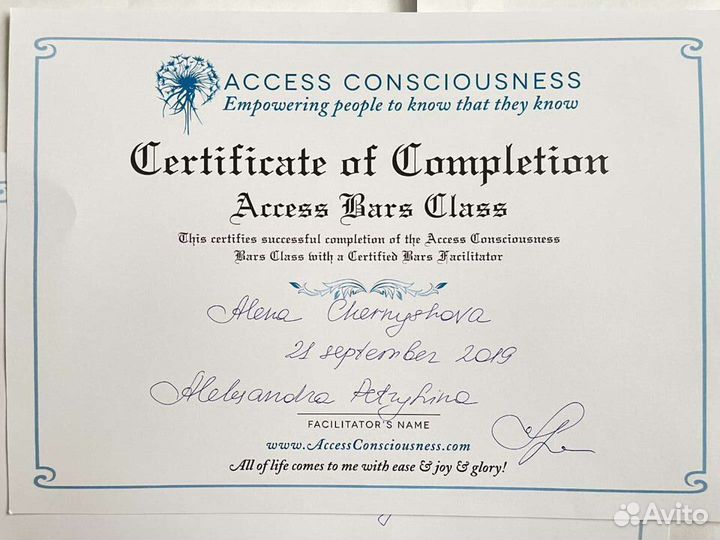 ACCESS CONSCIOUSNESS
Empowering people to know that they know
Certificate of Completion
Access Bars Class
This certifies successful completion of the Access Consciousness
Bars Class with a Certified Bars Facilitator
Alena Chernyshova
21 september 2019
Aleksandra Petryhina
FACILITATOR'S NAME
www.AccessConsciousness.com
All of life comes to me with ease & joy & glory!
Avito